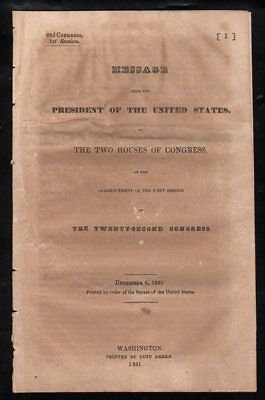 22d Congress,
1st Session.
[ 1 ]
MESSAGE
FROM THE
PRESIDENT OF THE UNITED STATES,
TO
THE TWO HOUSES OF CONGRESS,
AT THE
COMMENCEMENT OF THE FIRST SESSION
OF
THE TWENTY-SECOND CONGRESS.
December 6, 1831.
Printed by order of the Senate of the United States.
WASHINGTON:
PRINTED BY DUFF GREEN.
1831